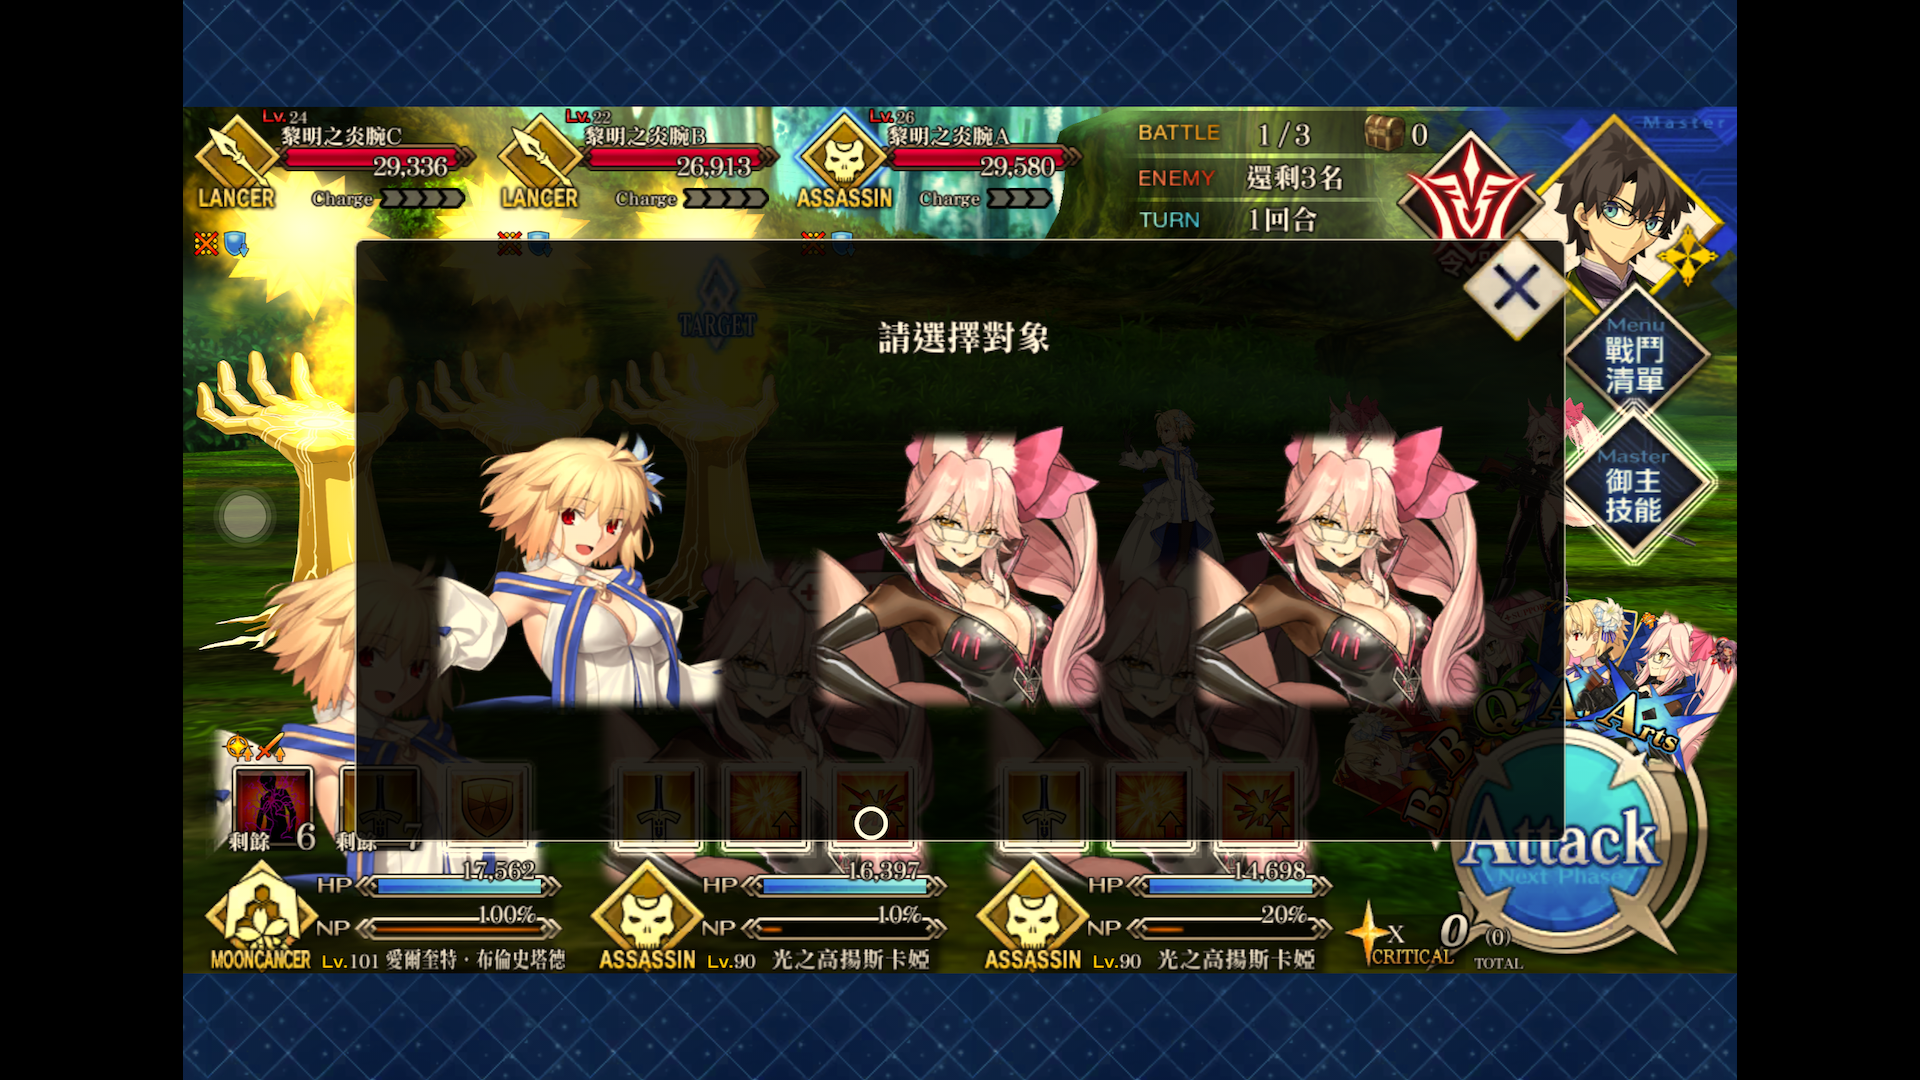 Lv.24
黎明之炎腕C
29,336
LANCER
Charge
Lv.22
黎明之炎腕B
26,913
LANCER
Charge
Lv.26
黎明之炎腕A
29,580
ASSASSIN
Charge
BATTLE 1/3
0
ENEMY 還剩3名
TURN 1回合
Master
TARGET
請選擇對象
Menu
戰鬥
清單
Master
御主
技能
Q
A
Arts
B
B
剩餘 6
剩餘 7
Attack
Next Phase
HP 17,562
NP 100%
MOONCANCER
Lv.101 愛爾奎特·布倫史塔德
HP 16,397
NP 10%
ASSASSIN
Lv.90 光之高揚斯卡婭
HP 14,698
NP 20%
ASSASSIN
Lv.90 光之高揚斯卡婭
X 0 (0)
CRITICAL
TOTAL